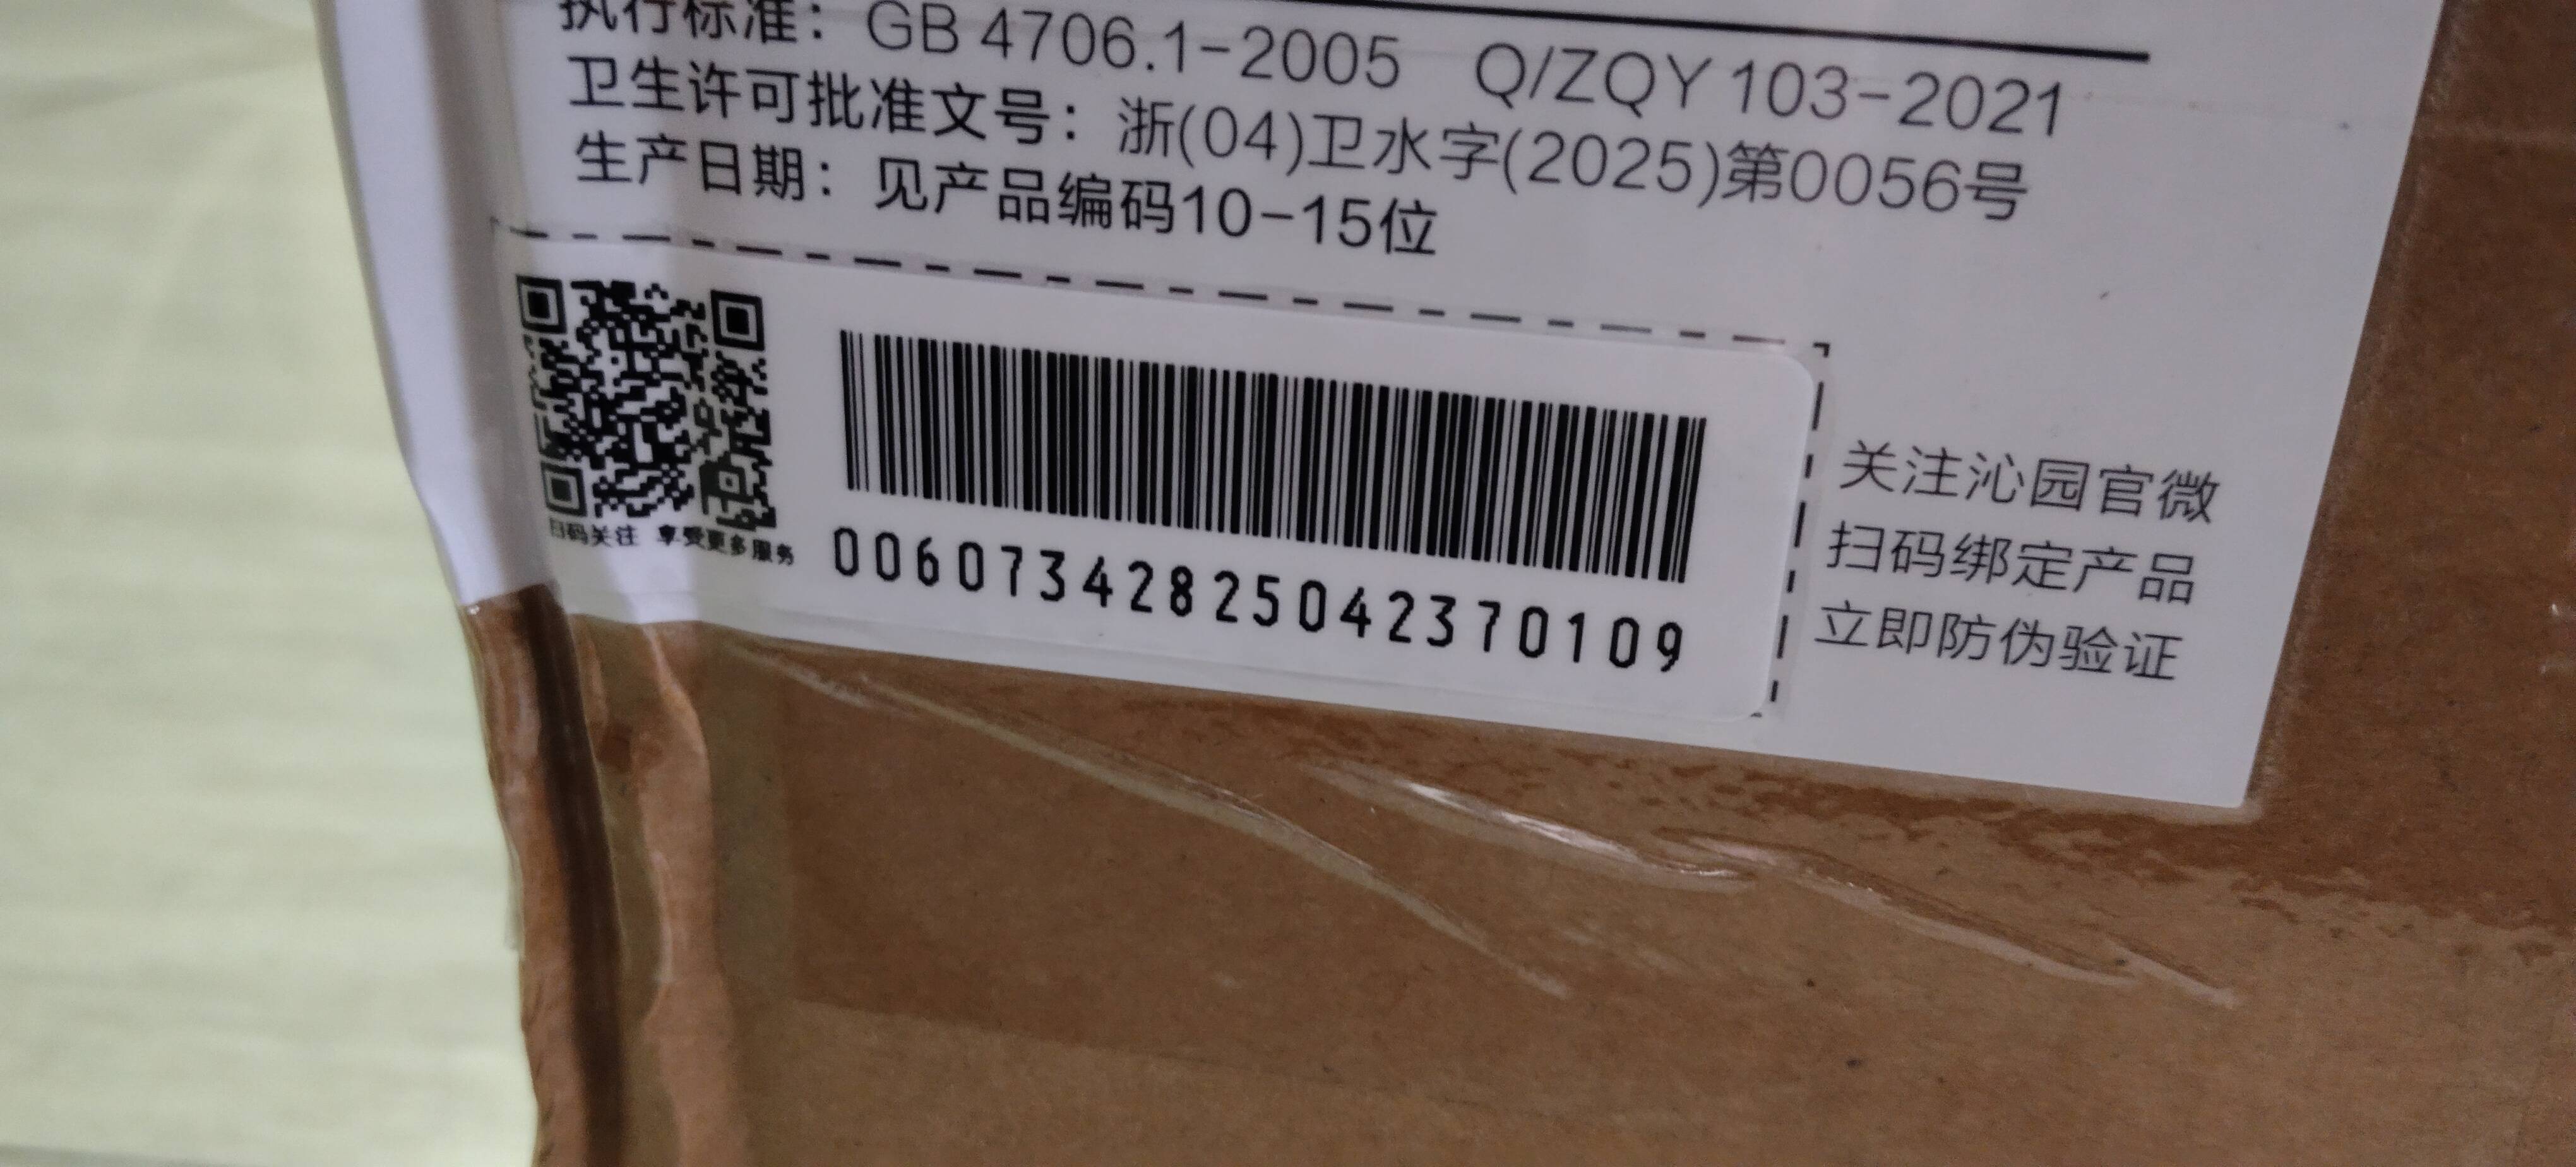 执行标准：GB 4706.1-2005 Q/ZQY 103-2021
卫生许可批准文号：浙(04)卫水字(2025)第0056号
生产日期：见产品编码10-15位
扫码关注 享受更多服务
00607342825042370109
关注沁园官微
扫码绑定产品
立即防伪验证